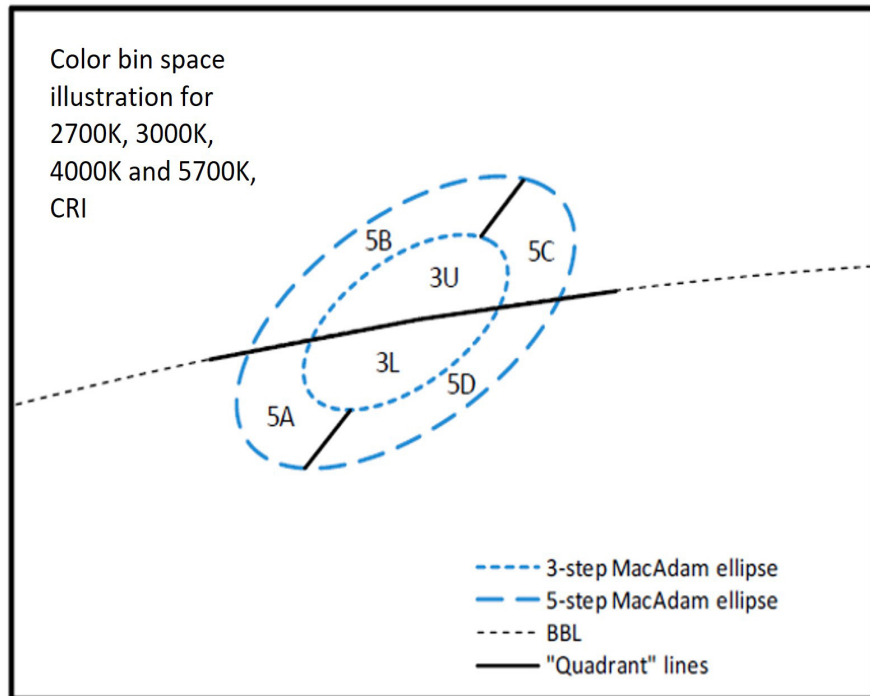 Color bin space
illustration for
2700K, 3000K,
4000K and 5700K,
CRI
5B
5C
3U
3L
5D
5A
3-step MacAdam ellipse
5-step MacAdam ellipse
BBL
"Quadrant" lines